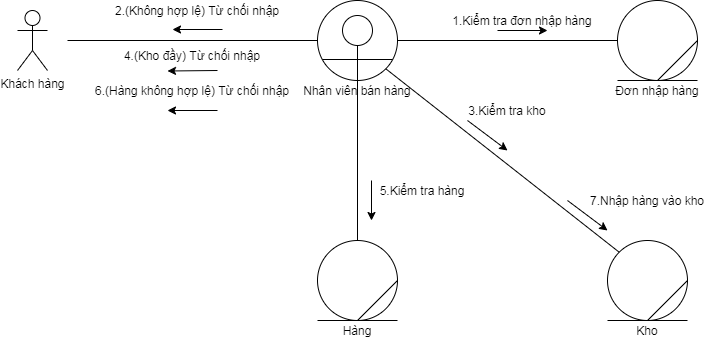 2.(Không hợp lệ) Từ chối nhập
1.Kiểm tra đơn nhập hàng
4.(Kho đầy) Từ chối nhập
Khách hàng
6.(Hàng không hợp lệ) Từ chối nhập
Nhân viên bán hàng
Đơn nhập hàng
3.Kiểm tra kho
5.Kiểm tra hàng
7.Nhập hàng vào kho
Hàng
Kho